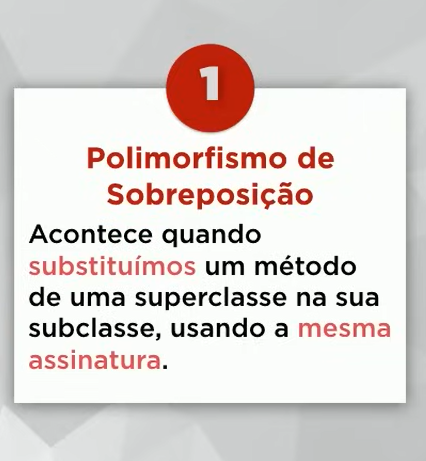 1
Polimorfismo de
Sobreposição
Acontece quando
substituímos um método
de uma superclasse na sua
subclasse, usando a mesma
assinatura.